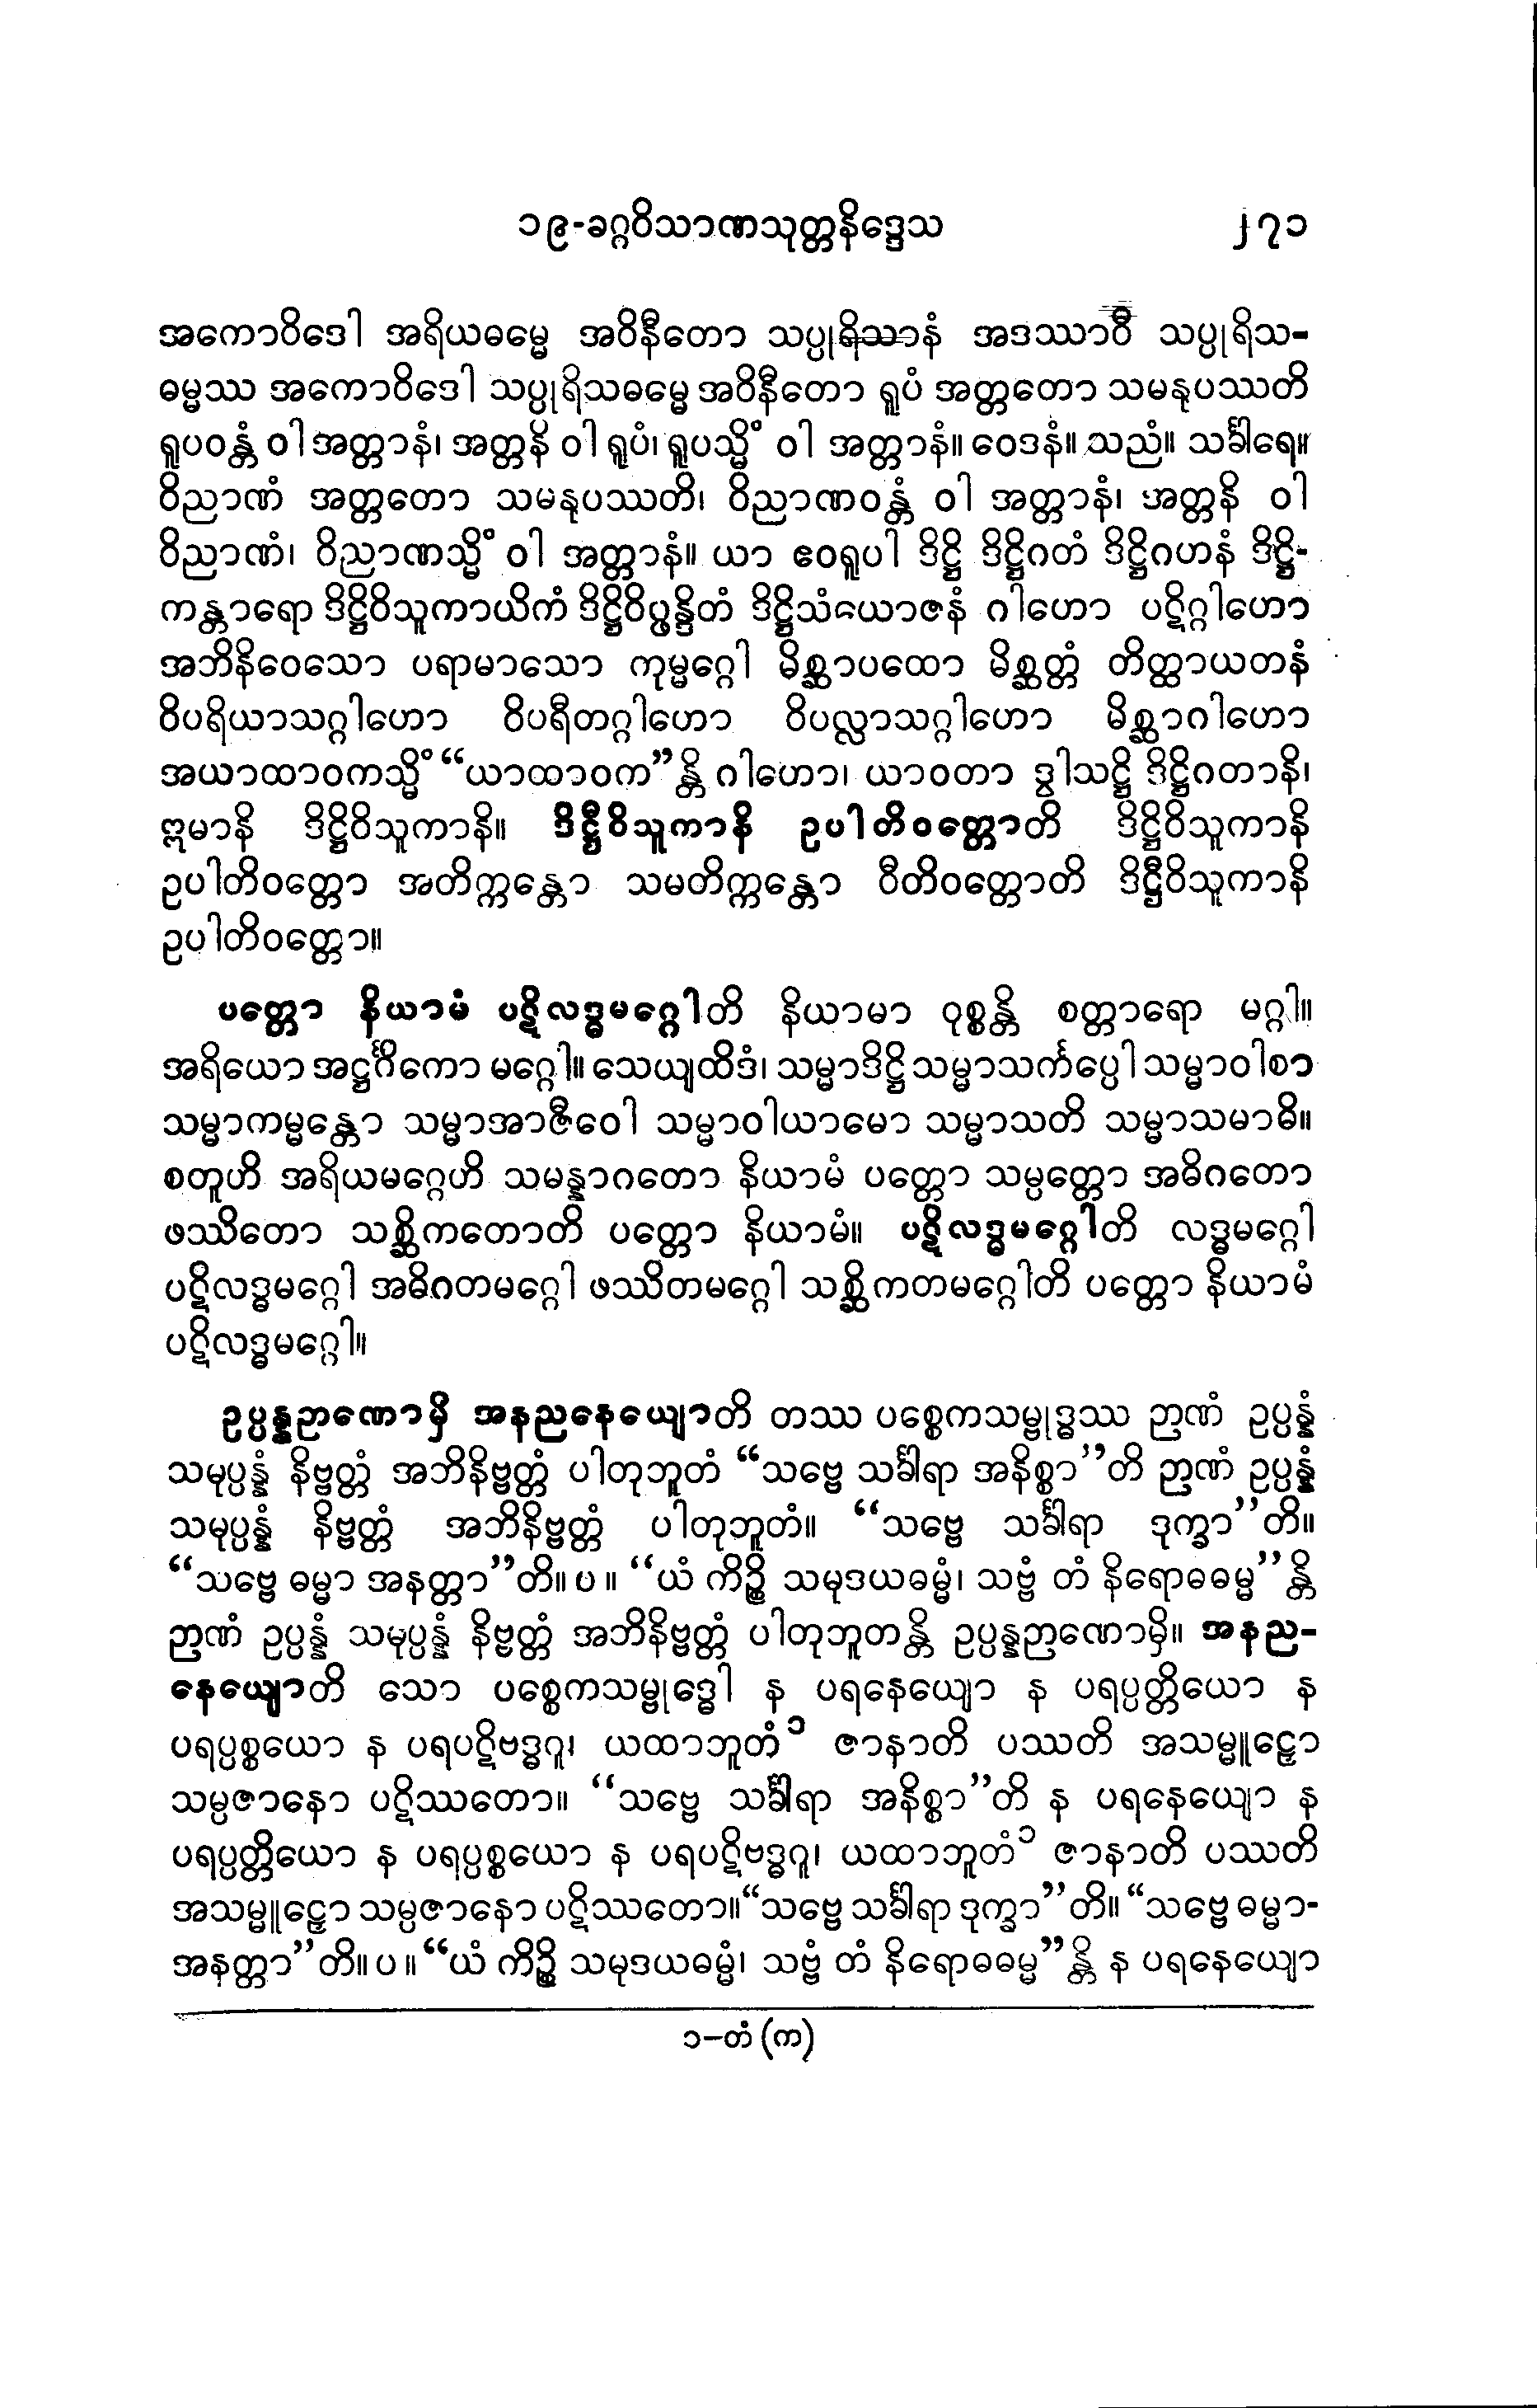 ၁၉-ခဂ္ဂဝိသာဏသုတ္တနိဒ္ဒေသ ၂၇၁
အကောဝိဒေါ အရိယဓမ္မေ အဝိနီတော သပ္ပုရိသာနံ အဒဿာဝီ သပ္ပုရိသ-
ဓမ္မဿ အကောဝိဒေါ သပ္ပုရိသဓမ္မေ အဝိနီတော ရူပံ အတ္တတော သမနုပဿတိ
ရူပဝန္တံ ဝါ အတ္တာနံ၊ အတ္တနိ ဝါ ရူပံ၊ ရူပသ္မိံ ဝါ အတ္တာနံ။ ဝေဒနံ။ သညံ။ သင်္ခါရေ။
ဝိညာဏံ အတ္တတော သမနုပဿတိ၊ ဝိညာဏဝန္တံ ဝါ အတ္တာနံ၊ အတ္တနိ ဝါ
ဝိညာဏံ၊ ဝိညာဏသ္မိံ ဝါ အတ္တာနံ။ ယာ ဧဝရူပါ ဒိဋ္ဌိ ဒိဋ္ဌိဂတံ ဒိဋ္ဌိဂဟနံ ဒိဋ္ဌိ-
ကန္တာရော ဒိဋ္ဌိဝိသူကာယိကံ ဒိဋ္ဌိဝိပ္ဖန္ဒိတံ ဒိဋ္ဌိသံယောဇနံ ဂါဟော ပဋိဂ္ဂါဟော
အဘိနိဝေသော ပရာမာသော ကုမ္မဂ္ဂေါ မိစ္ဆာပထော မိစ္ဆတ္တံ တိတ္ထာယတနံ
ဝိပရိယာသဂ္ဂါဟော ဝိပရီတဂ္ဂါဟော ဝိပလ္လာသဂ္ဂါဟော မိစ္ဆာဂါဟော
အယာထာဝကသ္မိံ “ယာထာဝက”န္တိ ဂါဟော၊ ယာဝတာ ဒွါသဋ္ဌိ ဒိဋ္ဌိဂတာနိ၊
ဣမာနိ ဒိဋ္ဌိဝိသူကာနိ။ ဒိဋ္ဌီဝိသူကာနိ ဥပါတိဝတ္တောတိ ဒိဋ္ဌိဝိသူကာနိ
ဥပါတိဝတ္တော အတိက္ကန္တော သမတိက္ကန္တော ဝီတိဝတ္တောတိ ဒိဋ္ဌီဝိသူကာနိ
ဥပါတိဝတ္တော။
ပတ္တော နိယာမံ ပဋိလဒ္ဓမဂ္ဂေါတိ နိယာမာ ဝုစ္စန္တိ စတ္တာရော မဂ္ဂါ။
အရိယော အဋ္ဌင်္ဂိကော မဂ္ဂေါ။ သေယျထိဒံ၊ သမ္မာဒိဋ္ဌိ သမ္မာသင်္ကပ္ပေါ သမ္မာဝါစာ
သမ္မာကမ္မန္တော သမ္မာအာဇီဝေါ သမ္မာဝါယာမော သမ္မာသတိ သမ္မာသမာဓိ။
စတူဟိ အရိယမဂ္ဂေဟိ သမန္နာဂတော နိယာမံ ပတ္တော သမ္ပတ္တော အဓိဂတော
ဖဿိတော သစ္ဆိကတောတိ ပတ္တော နိယာမံ။ ပဋိလဒ္ဓမဂ္ဂေါတိ လဒ္ဓမဂ္ဂေါ
ပဋိလဒ္ဓမဂ္ဂေါ အဓိဂတမဂ္ဂေါ ဖဿိတမဂ္ဂေါ သစ္ဆိကတမဂ္ဂေါတိ ပတ္တော နိယာမံ
ပဋိလဒ္ဓမဂ္ဂေါ။
ဥပ္ပန္နဉာဏောမှိ အနညနေယျောတိ တဿ ပစ္စေကသမ္ဗုဒ္ဓဿ ဉာဏံ ဥပ္ပန္နံ
သမုပ္ပန္နံ နိဗ္ဗတ္တံ အဘိနိဗ္ဗတ္တံ ပါတုဘူတံ “သဗ္ဗေ သင်္ခါရာ အနိစ္စာ”တိ ဉာဏံ ဥပ္ပန္နံ
သမုပ္ပန္နံ နိဗ္ဗတ္တံ အဘိနိဗ္ဗတ္တံ ပါတုဘူတံ။ “သဗ္ဗေ သင်္ခါရာ ဒုက္ခာ”တိ။
“သဗ္ဗေ ဓမ္မာ အနတ္တာ”တိ။ ပ ။ “ယံ ကိဉ္စိ သမုဒယဓမ္မံ၊ သဗ္ဗံ တံ နိရောဓဓမ္မ”န္တိ
ဉာဏံ ဥပ္ပန္နံ သမုပ္ပန္နံ နိဗ္ဗတ္တံ အဘိနိဗ္ဗတ္တံ ပါတုဘူတန္တိ ဥပ္ပန္နဉာဏောမှိ။ အနည-
နေယျောတိ သော ပစ္စေကသမ္ဗုဒ္ဓေါ န ပရနေယျော န ပရပ္ပတ္တိယော န
ပရပ္ပစ္စယော န ပရပဋိဗဒ္ဓဂူ၊ ယထာဘူတံ ၁ ဇာနာတိ ပဿတိ အသမ္မူဠှော
သမ္ပဇာနော ပဋိဿတော။ “သဗ္ဗေ သင်္ခါရာ အနိစ္စာ”တိ န ပရနေယျော န
ပရပ္ပတ္တိယော န ပရပ္ပစ္စယော န ပရပဋိဗဒ္ဓဂူ၊ ယထာဘူတံ ၁ ဇာနာတိ ပဿတိ
အသမ္မူဠှော သမ္ပဇာနော ပဋိဿတော။ “သဗ္ဗေ သင်္ခါရာ ဒုက္ခာ”တိ။ “သဗ္ဗေ ဓမ္မာ-
အနတ္တာ”တိ။ ပ ။ “ယံ ကိဉ္စိ သမုဒယဓမ္မံ၊ သဗ္ဗံ တံ နိရောဓဓမ္မ”န္တိ န ပရနေယျော
၁-တံ (က)